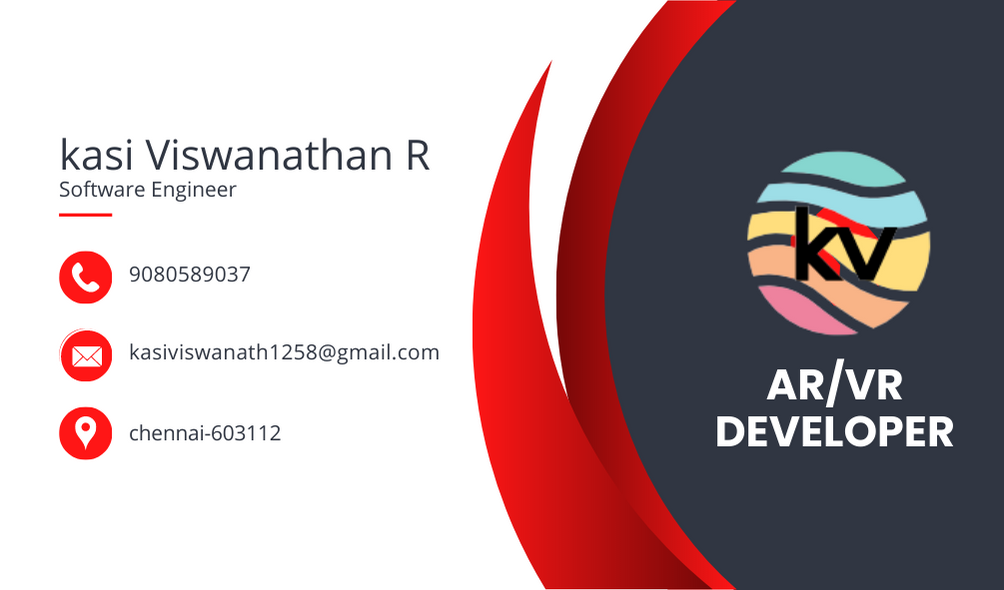 kasi Viswanathan R
Software Engineer
9080589037
kasiviswanath1258@gmail.com
chennai-603112
kv
AR/VR
DEVELOPER